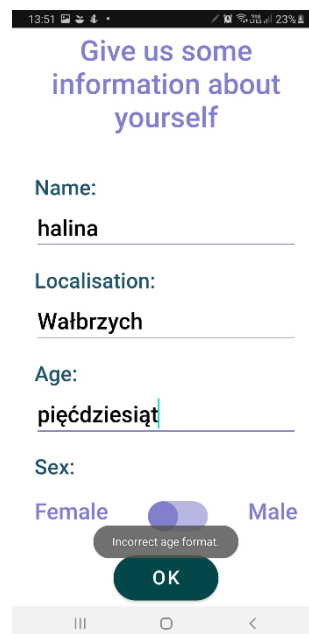 13:51 23%
Give us some
information about
yourself
Name:
halina
Localisation:
Wałbrzych
Age:
pięćdziesiąt
Sex:
Female Male
Incorrect age format.
OK